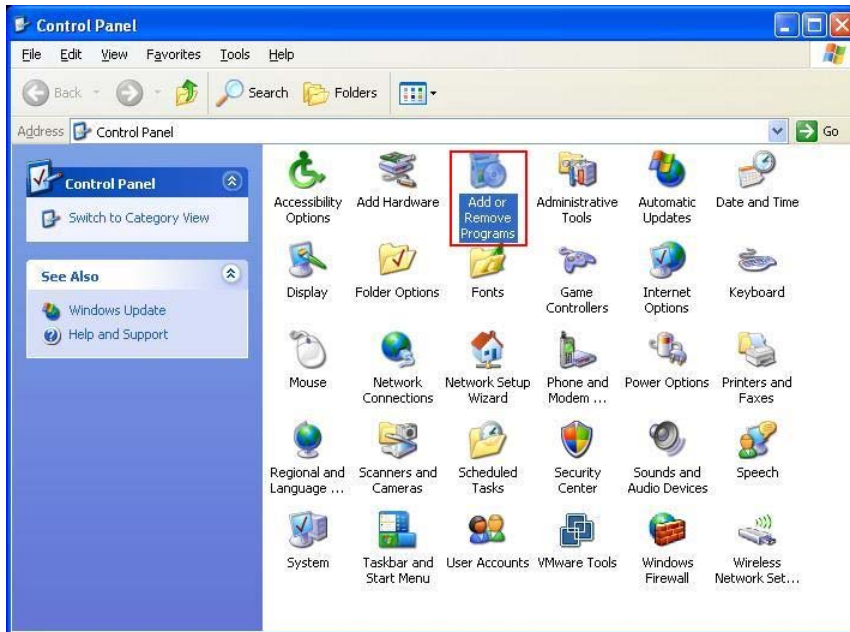 Control Panel
File Edit View Favorites Tools Help
Back Search Folders
Address Control Panel Go
Control Panel
Switch to Category View
See Also
Windows Update
Help and Support
Accessibility
Options
Add Hardware
Add or
Remove
Programs
Administrative
Tools
Automatic
Updates
Date and Time
Display
Folder Options
Fonts
Game
Controllers
Internet
Options
Keyboard
Mouse
Network
Connections
Network Setup
Wizard
Phone and
Modem ...
Power Options
Printers and
Faxes
Regional and
Language ...
Scanners and
Cameras
Scheduled
Tasks
Security
Center
Sounds and
Audio Devices
Speech
System
Taskbar and
Start Menu
User Accounts
VMware Tools
Windows
Firewall
Wireless
Network Set...